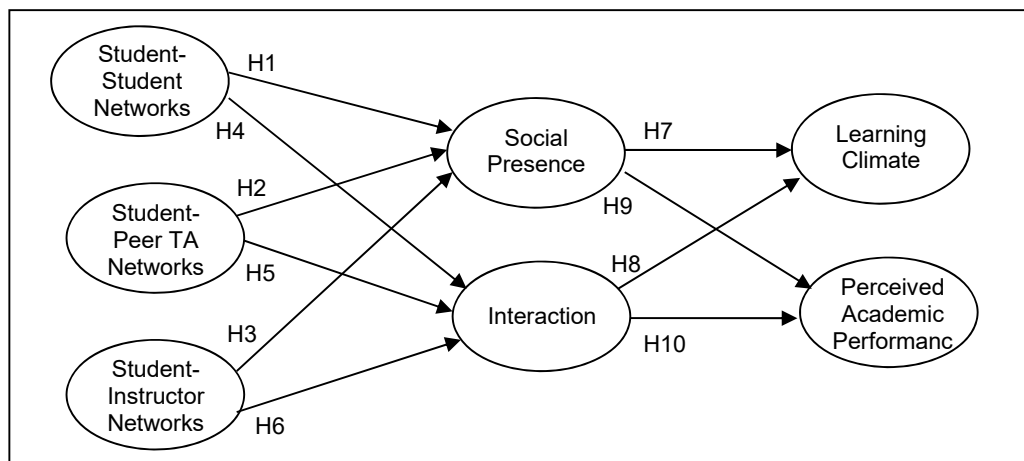 Student-
Student
Networks
H1
H4
Student-
Peer TA
Networks
H2
H5
Student-
Instructor
Networks
H3
H6
Social
Presence
H7
H9
Interaction
H8
H10
Learning
Climate
Perceived
Academic
Performanc